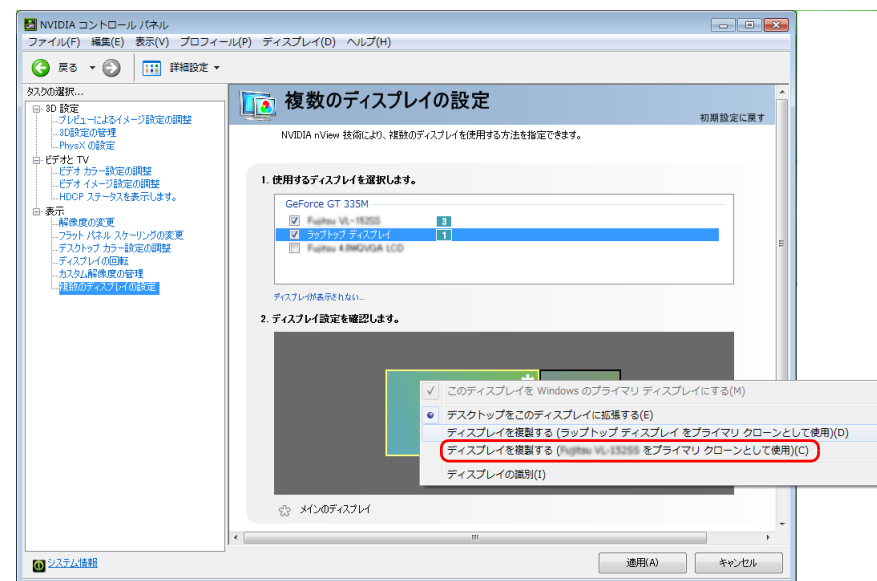 NVIDIA コントロール パネル
ファイル(F) 編集(E) 表示(V) プロフィール(P) ディスプレイ(D) ヘルプ(H)
戻る 詳細設定
タスクの選択...
3D 設定
プレビューによるイメージ設定の調整
3D設定の管理
PhysX の設定
ビデオと TV
ビデオ カラー設定の調整
ビデオ イメージ設定の調整
HDCP ステータスを表示します。
表示
解像度の変更
フラット パネル スケーリングの変更
デスクトップ カラー設定の調整
ディスプレイの回転
カスタム解像度の管理
複数のディスプレイの設定
システム情報
複数のディスプレイの設定
初期設定に戻す
NVIDIA nView 技術により、複数のディスプレイを使用する方法を指定できます。
1. 使用するディスプレイを選択します。
GeForce GT 335M
Fujitsu VL-152SS 3
ラップトップ ディスプレイ 1
Fujitsu 4.8WQVGA LCD
ディスプレイが表示されない...
2. ディスプレイ設定を確認します。
このディスプレイを Windows のプライマリ ディスプレイにする(M)
デスクトップをこのディスプレイに拡張する(E)
ディスプレイを複製する (ラップトップ ディスプレイ をプライマリ クローンとして使用)(D)
ディスプレイを複製する (Fujitsu VL-152SS をプライマリ クローンとして使用)(C)
ディスプレイの識別(I)
メインのディスプレイ
適用(A) キャンセル